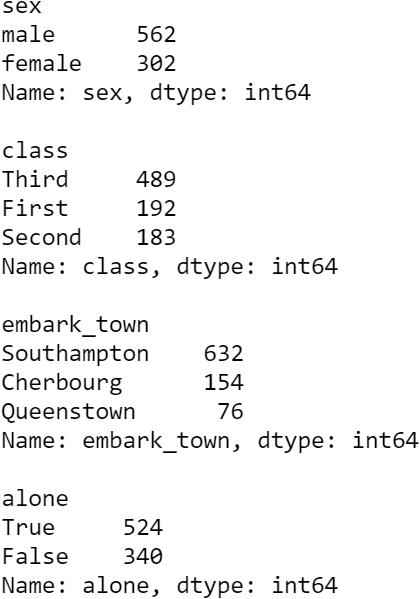 sex
male      562
female    302
Name: sex, dtype: int64
class
Third     489
First     192
Second    183
Name: class, dtype: int64
embark_town
Southampton    632
Cherbourg      154
Queenstown      76
Name: embark_town, dtype: int64
alone
True     524
False    340
Name: alone, dtype: int64